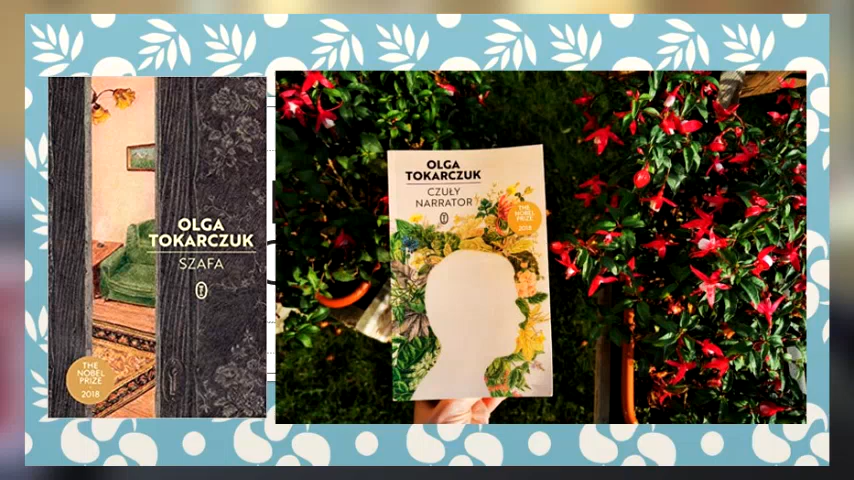 OLGA
TOKARCZUK
SZAFA
THE
NOBEL
PRIZE
2018
OLGA
TOKARCZUK
CZUŁY
NARRATOR
THE
NOBEL
PRIZE
2018